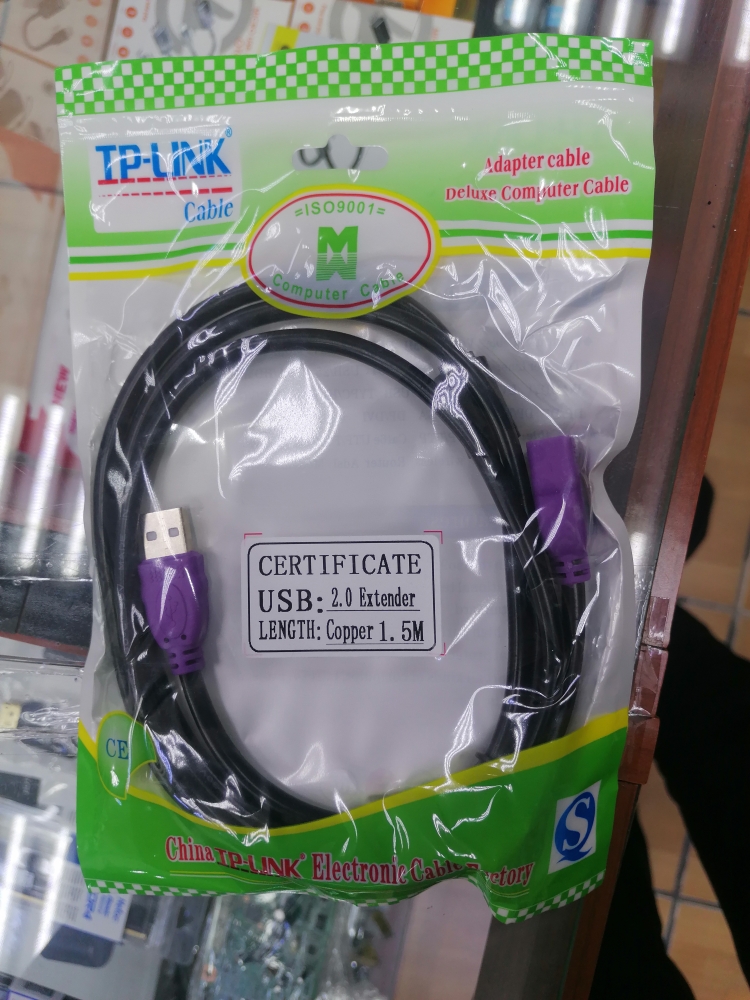 TP-LINK®
Cable
Adapter cable
Deluxe Computer Cable
=ISO9001=
M
Computer Cable
CERTIFICATE
USB: 2.0 Extender
LENGTH: Copper 1.5M
CE
S
China TP-LINK® Electronic Cable Factory
NEW